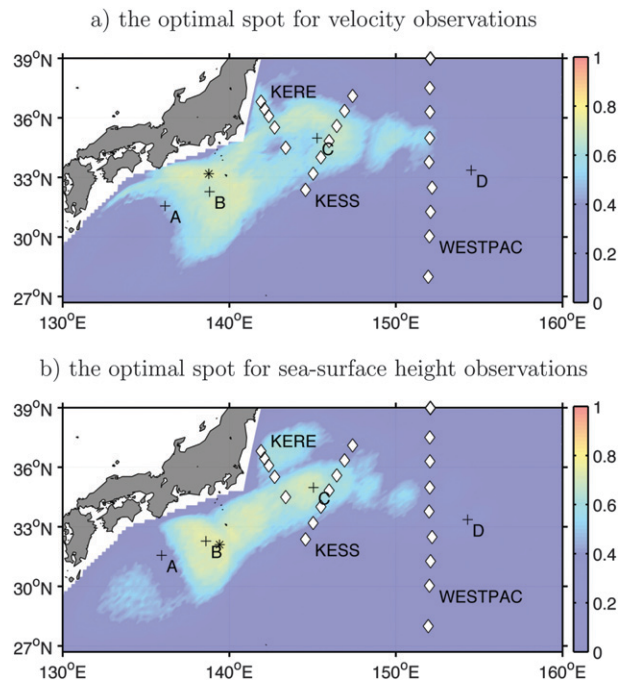 a) the optimal spot for velocity observations
39°N
36°N
33°N
30°N
27°N
130°E
140°E
150°E
160°E
KERE
C
A
B
KESS
D
WESTPAC
1
0.8
0.6
0.4
0.2
0
b) the optimal spot for sea-surface height observations
39°N
36°N
33°N
30°N
27°N
130°E
140°E
150°E
160°E
KERE
C
A
B
KESS
D
WESTPAC
1
0.8
0.6
0.4
0.2
0